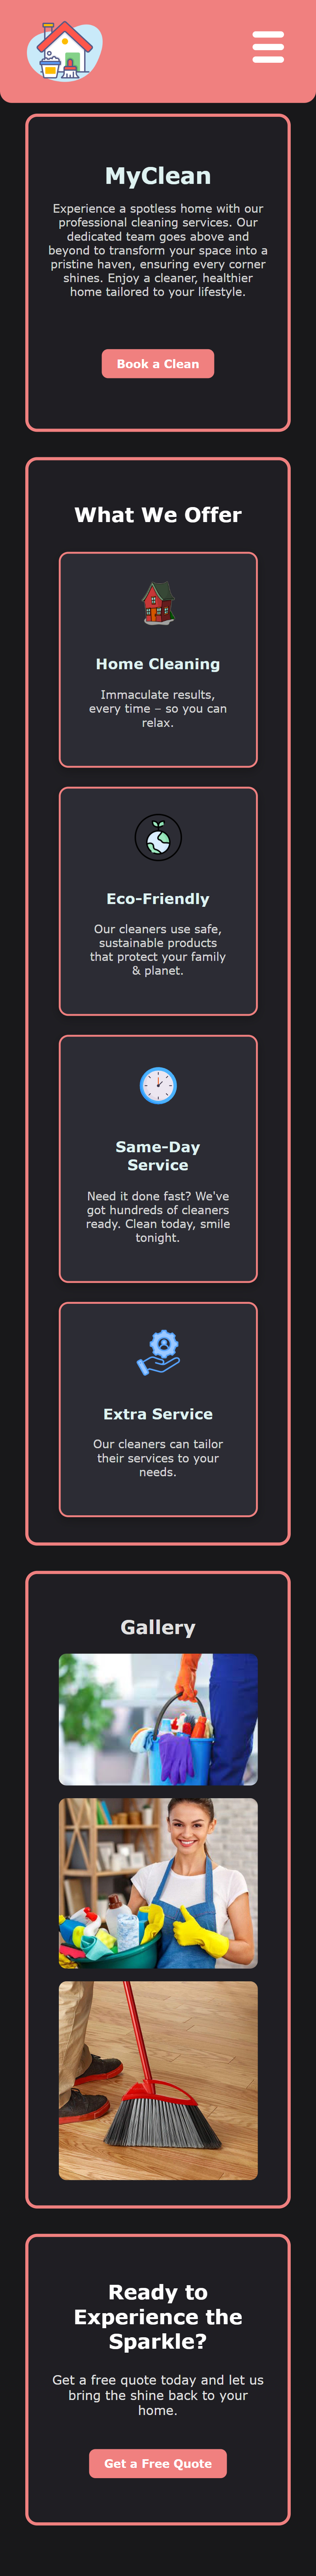 MyClean
Experience a spotless home with our
professional cleaning services. Our
dedicated team goes above and
beyond to transform your space into a
pristine haven, ensuring every corner
shines. Enjoy a cleaner, healthier
home tailored to your lifestyle.
Book a Clean
What We Offer
Home Cleaning
Immaculate results,
every time – so you can
relax.
Eco-Friendly
Our cleaners use safe,
sustainable products
that protect your family
& planet.
Same-Day
Service
Need it done fast? We've
got hundreds of cleaners
ready. Clean today, smile
tonight.
Extra Service
Our cleaners can tailor
their services to your
needs.
Gallery
Ready to
Experience the
Sparkle?
Get a free quote today and let us
bring the shine back to your
home.
Get a Free Quote